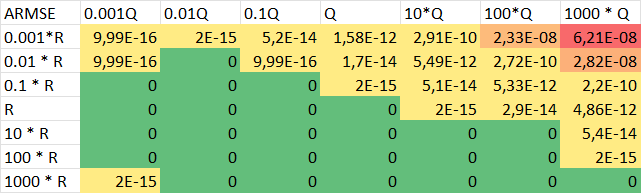 ARMSE 0.001Q 0.01Q 0.1Q Q 10*Q 100*Q 1000 * Q
0.001*R 9,99E-16 2E-15 5,2E-14 1,58E-12 2,91E-10 2,33E-08 6,21E-08
0.01 * R 9,99E-16 0 9,99E-16 1,7E-14 5,49E-12 2,72E-10 2,82E-08
0.1 * R 0 0 0 2E-15 5,1E-14 5,33E-12 2,2E-10
R 0 0 0 0 2E-15 2,9E-14 4,86E-12
10 * R 0 0 0 0 0 0 5,4E-14
100 * R 0 0 0 0 0 0 2E-15
1000 * R 2E-15 0 0 0 0 0 0